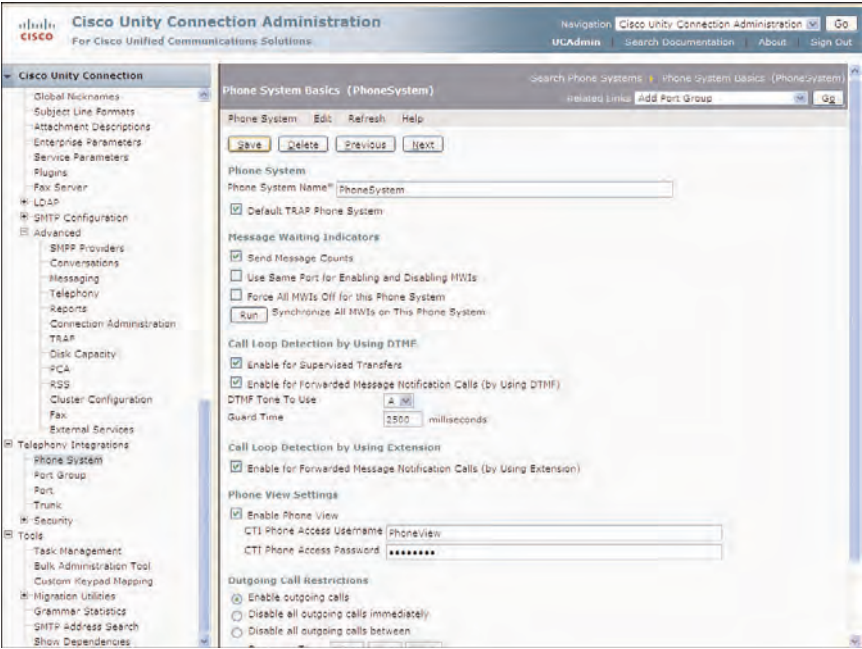 cisco
Cisco Unity Connection Administration
For Cisco Unified Communications Solutions
Navigation Cisco Unity Connection Administration Go
UCAdmin Search Documentation About Sign Out
Cisco Unity Connection
Global Nicknames
Subject Line Formats
Attachment Descriptions
Enterprise Parameters
Service Parameters
Plugins
Fax Server
LDAP
SMTP Configuration
Advanced
SMPP Providers
Conversations
Messaging
Telephony
Reports
Connection Administration
TRAP
Disk Capacity
PCA
RSS
Cluster Configuration
Fax
External Services
Telephony Integrations
Phone System
Port Group
Port
Trunk
Security
Tools
Task Management
Bulk Administration Tool
Custom Keypad Mapping
Migration Utilities
Grammar Statistics
SMTP Address Search
Show Dependencies
Search Phone Systems Phone System Basics (PhoneSystem)
Phone System Basics (PhoneSystem)
Related Links Add Port Group Go
Phone System Edit Refresh Help
Save Delete Previous Next
Phone System
Phone System Name* PhoneSystem
Default TRAP Phone System
Message Waiting Indicators
Send Message Counts
Use Same Port for Enabling and Disabling MWIs
Force All MWIs Off for this Phone System
Run Synchronize All MWIs on This Phone System
Call Loop Detection by Using DTMF
Enable for Supervised Transfers
Enable for Forwarded Message Notification Calls (by Using DTMF)
DTMF Tone To Use A
Guard Time 2500 milliseconds
Call Loop Detection by Using Extension
Enable for Forwarded Message Notification Calls (by Using Extension)
Phone View Settings
Enable Phone View
CTI Phone Access Username PhoneView
CTI Phone Access Password ••••••••
Outgoing Call Restrictions
Enable outgoing calls
Disable all outgoing calls immediately
Disable all outgoing calls between